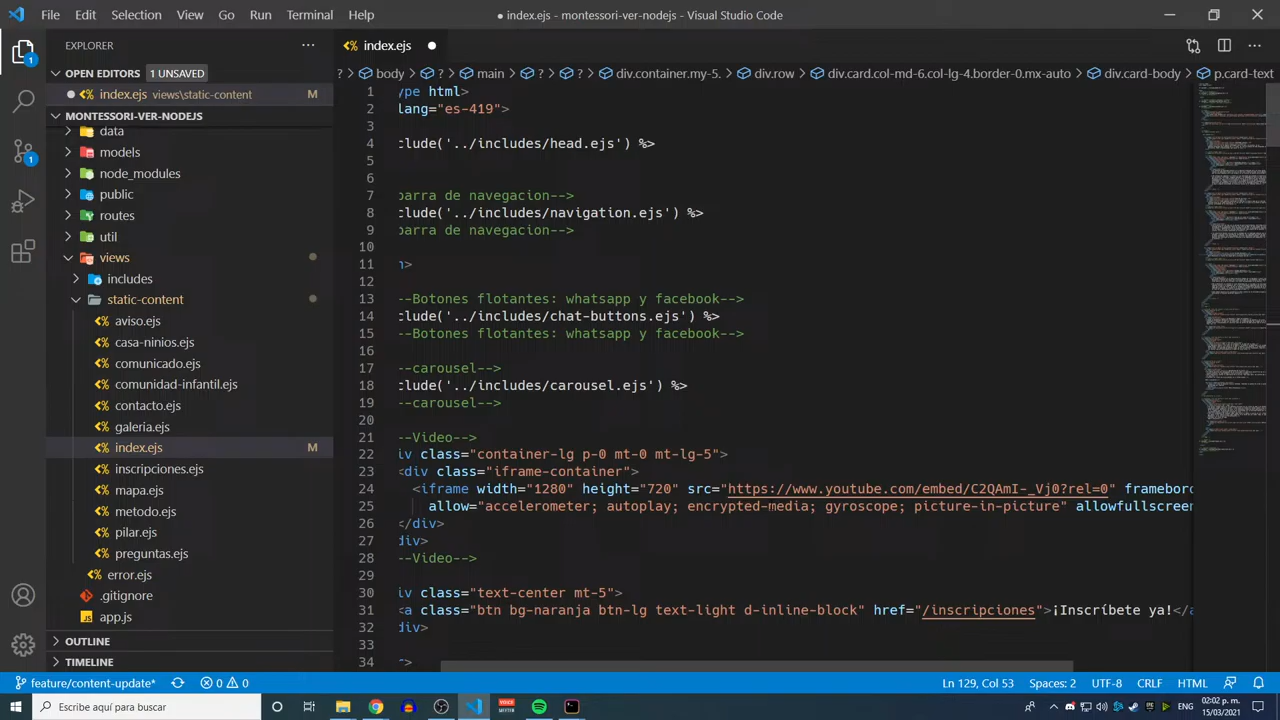 File Edit Selection View Go Run Terminal Help
● index.ejs - montessori-ver-nodejs - Visual Studio Code
EXPLORER
index.ejs
OPEN EDITORS 1 UNSAVED
? > body > ? > main > ? > ? > div.container.my-5. > div.row > div.card.col-md-6.col-lg-4.border-0.mx-auto > div.card-body > p.card-text
index.ejs views\static-content M
MONTESSORI-VER-NODEJS
data
models
node_modules
public
routes
util
views
includes
static-content
aviso.ejs
casa-ninios.ejs
comunicado.ejs
comunidad-infantil.ejs
contacto.ejs
galeria.ejs
index.ejs M
inscripciones.ejs
mapa.ejs
metodo.ejs
pilar.ejs
preguntas.ejs
error.ejs
.gitignore
app.js
OUTLINE
TIMELINE
1 ype html>
2 lang="es-419">
3
4 clude('../includes/head.ejs') %>
5
6
7 barra de navegacion-->
8 clude('../includes/navigation.ejs') %>
9 barra de navegacion-->
10
11 n>
12
13 --Botones flotantes whatsapp y facebook-->
14 clude('../includes/chat-buttons.ejs') %>
15 --Botones flotantes whatsapp y facebook-->
16
17 --carousel-->
18 clude('../includes/carousel.ejs') %>
19 --carousel-->
20
21 --Video-->
22 iv class="container-lg p-0 mt-0 mt-lg-5">
23 <div class="iframe-container">
24 <iframe width="1280" height="720" src="https://www.youtube.com/embed/C2QAmI-_Vj0?rel=0" framebor
25 allow="accelerometer; autoplay; encrypted-media; gyroscope; picture-in-picture" allowfullscreen
26 </div>
27 div>
28 --Video-->
29
30 iv class="text-center mt-5">
31 <a class="btn bg-naranja btn-lg text-light d-inline-block" href="/inscripciones">¡Inscríbete ya!</a
32 div>
33
34 >
feature/content-update* 0 0 Ln 129, Col 53 Spaces: 2 UTF-8 CRLF HTML
Escribe aquí para buscar
02:02 p. m.
15/03/2021